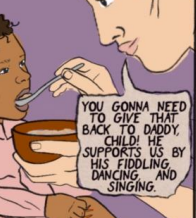 YOU GONNA NEED
TO GIVE THAT
BACK TO DADDY,
CHILD! HE
SUPPORTS US BY
HIS FIDDLING,
DANCING, AND
SINGING.